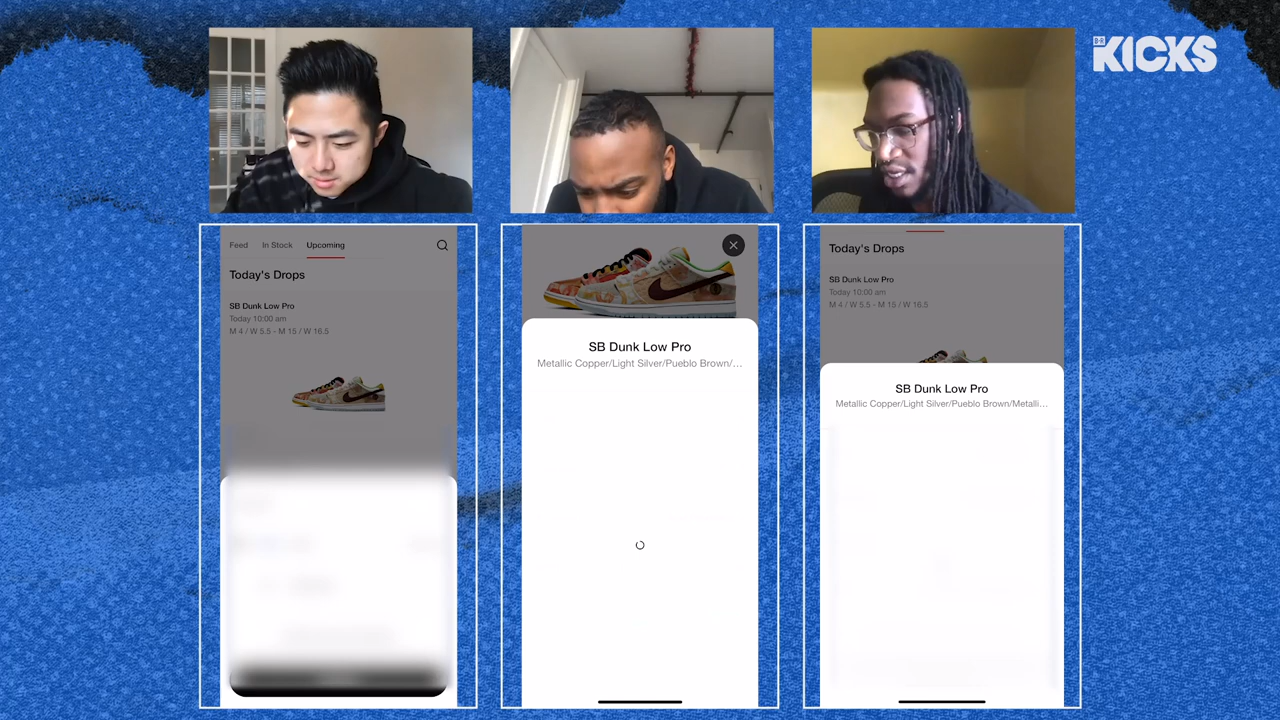 B/R
KICKS
Feed In Stock Upcoming
Today's Drops
SB Dunk Low Pro
Today 10:00 am
M 4 / W 5.5 - M 15 / W 16.5
SB Dunk Low Pro
Metallic Copper/Light Silver/Pueblo Brown/...
Today's Drops
SB Dunk Low Pro
Today 10:00 am
M 4 / W 5.5 - M 15 / W 16.5
SB Dunk Low Pro
Metallic Copper/Light Silver/Pueblo Brown/Metalli...